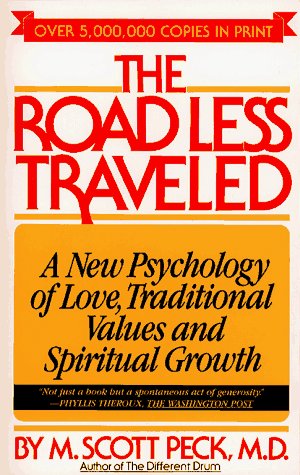 OVER 5,000,000 COPIES IN PRINT
THE
ROAD LESS
TRAVELED
A New Psychology
of Love, Traditional
Values and
Spiritual Growth
"Not just a book but a spontaneous act of generosity."
—PHYLLIS THEROUX, THE WASHINGTON POST
BY M. SCOTT PECK, M.D.
Author of The Different Drum